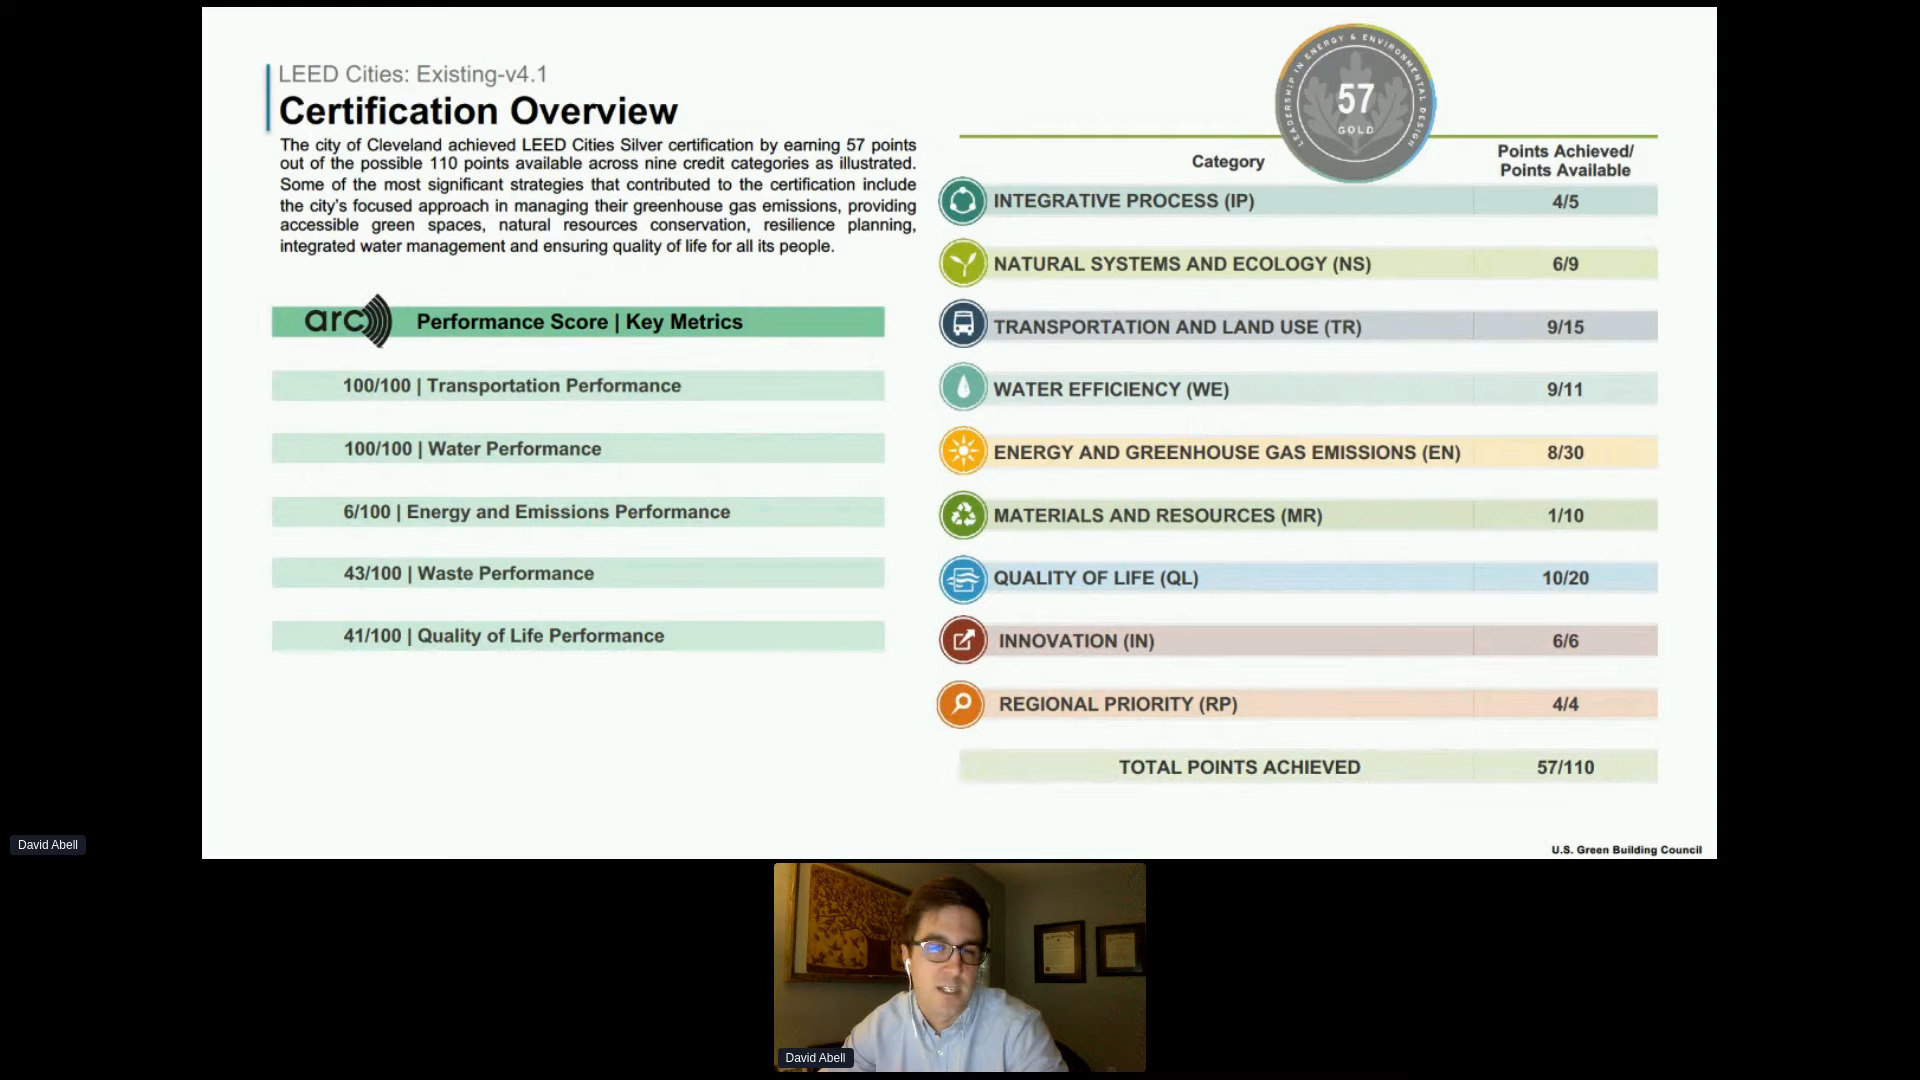 LEED Cities: Existing-v4.1
Certification Overview
The city of Cleveland achieved LEED Cities Silver certification by earning 57 points
out of the possible 110 points available across nine credit categories as illustrated.
Some of the most significant strategies that contributed to the certification include
the city's focused approach in managing their greenhouse gas emissions, providing
accessible green spaces, natural resources conservation, resilience planning,
integrated water management and ensuring quality of life for all its people.
arc Performance Score | Key Metrics
100/100 | Transportation Performance
100/100 | Water Performance
6/100 | Energy and Emissions Performance
43/100 | Waste Performance
41/100 | Quality of Life Performance
LEADERSHIP IN ENERGY & ENVIRONMENTAL DESIGN
57
GOLD
Category
Points Achieved/
Points Available
INTEGRATIVE PROCESS (IP) 4/5
NATURAL SYSTEMS AND ECOLOGY (NS) 6/9
TRANSPORTATION AND LAND USE (TR) 9/15
WATER EFFICIENCY (WE) 9/11
ENERGY AND GREENHOUSE GAS EMISSIONS (EN) 8/30
MATERIALS AND RESOURCES (MR) 1/10
QUALITY OF LIFE (QL) 10/20
INNOVATION (IN) 6/6
REGIONAL PRIORITY (RP) 4/4
TOTAL POINTS ACHIEVED 57/110
U.S. Green Building Council
David Abell
David Abell